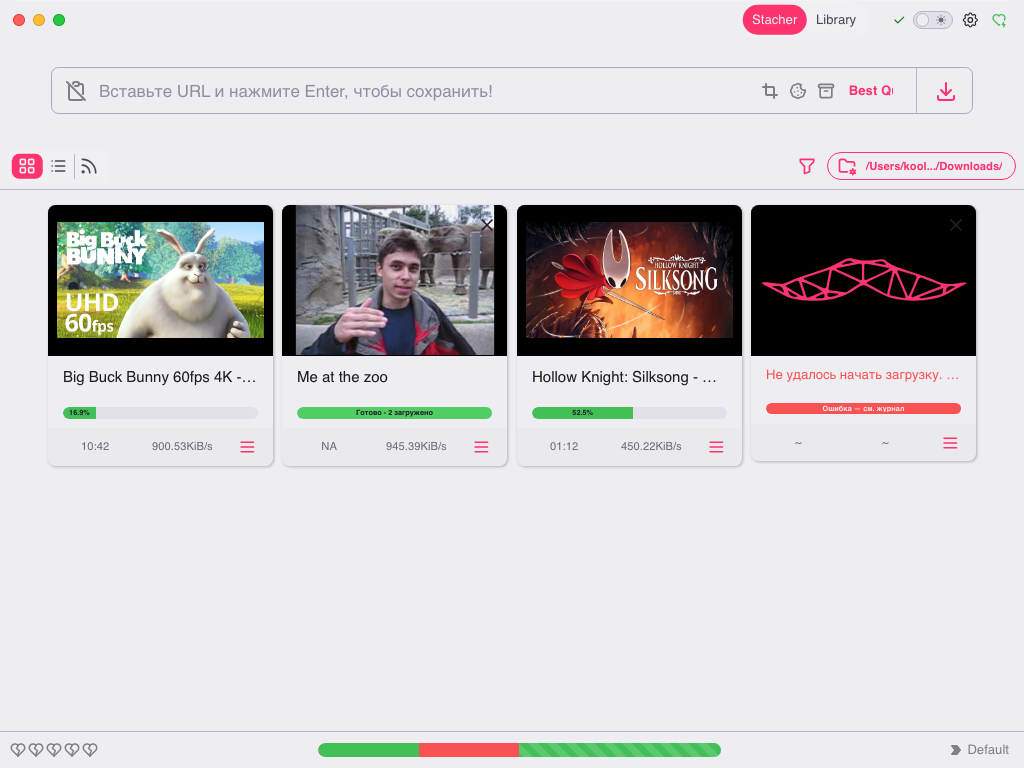 Stacher
Library
Вставьте URL и нажмите Enter, чтобы сохранить!
Best Qu
/Users/kool.../Downloads/
Big Buck
BUNNY
UHD
60fps
HOLLOW KNIGHT
SILKSONG
Big Buck Bunny 60fps 4K -...
Me at the zoo
Hollow Knight: Silksong - ...
Не удалось начать загрузку. ...
16.9%
Готово - 2 загружено
52.5%
Ошибка — см. журнал
10:42
900.53KiB/s
NA
945.39KiB/s
01:12
450.22KiB/s
~
~
Default